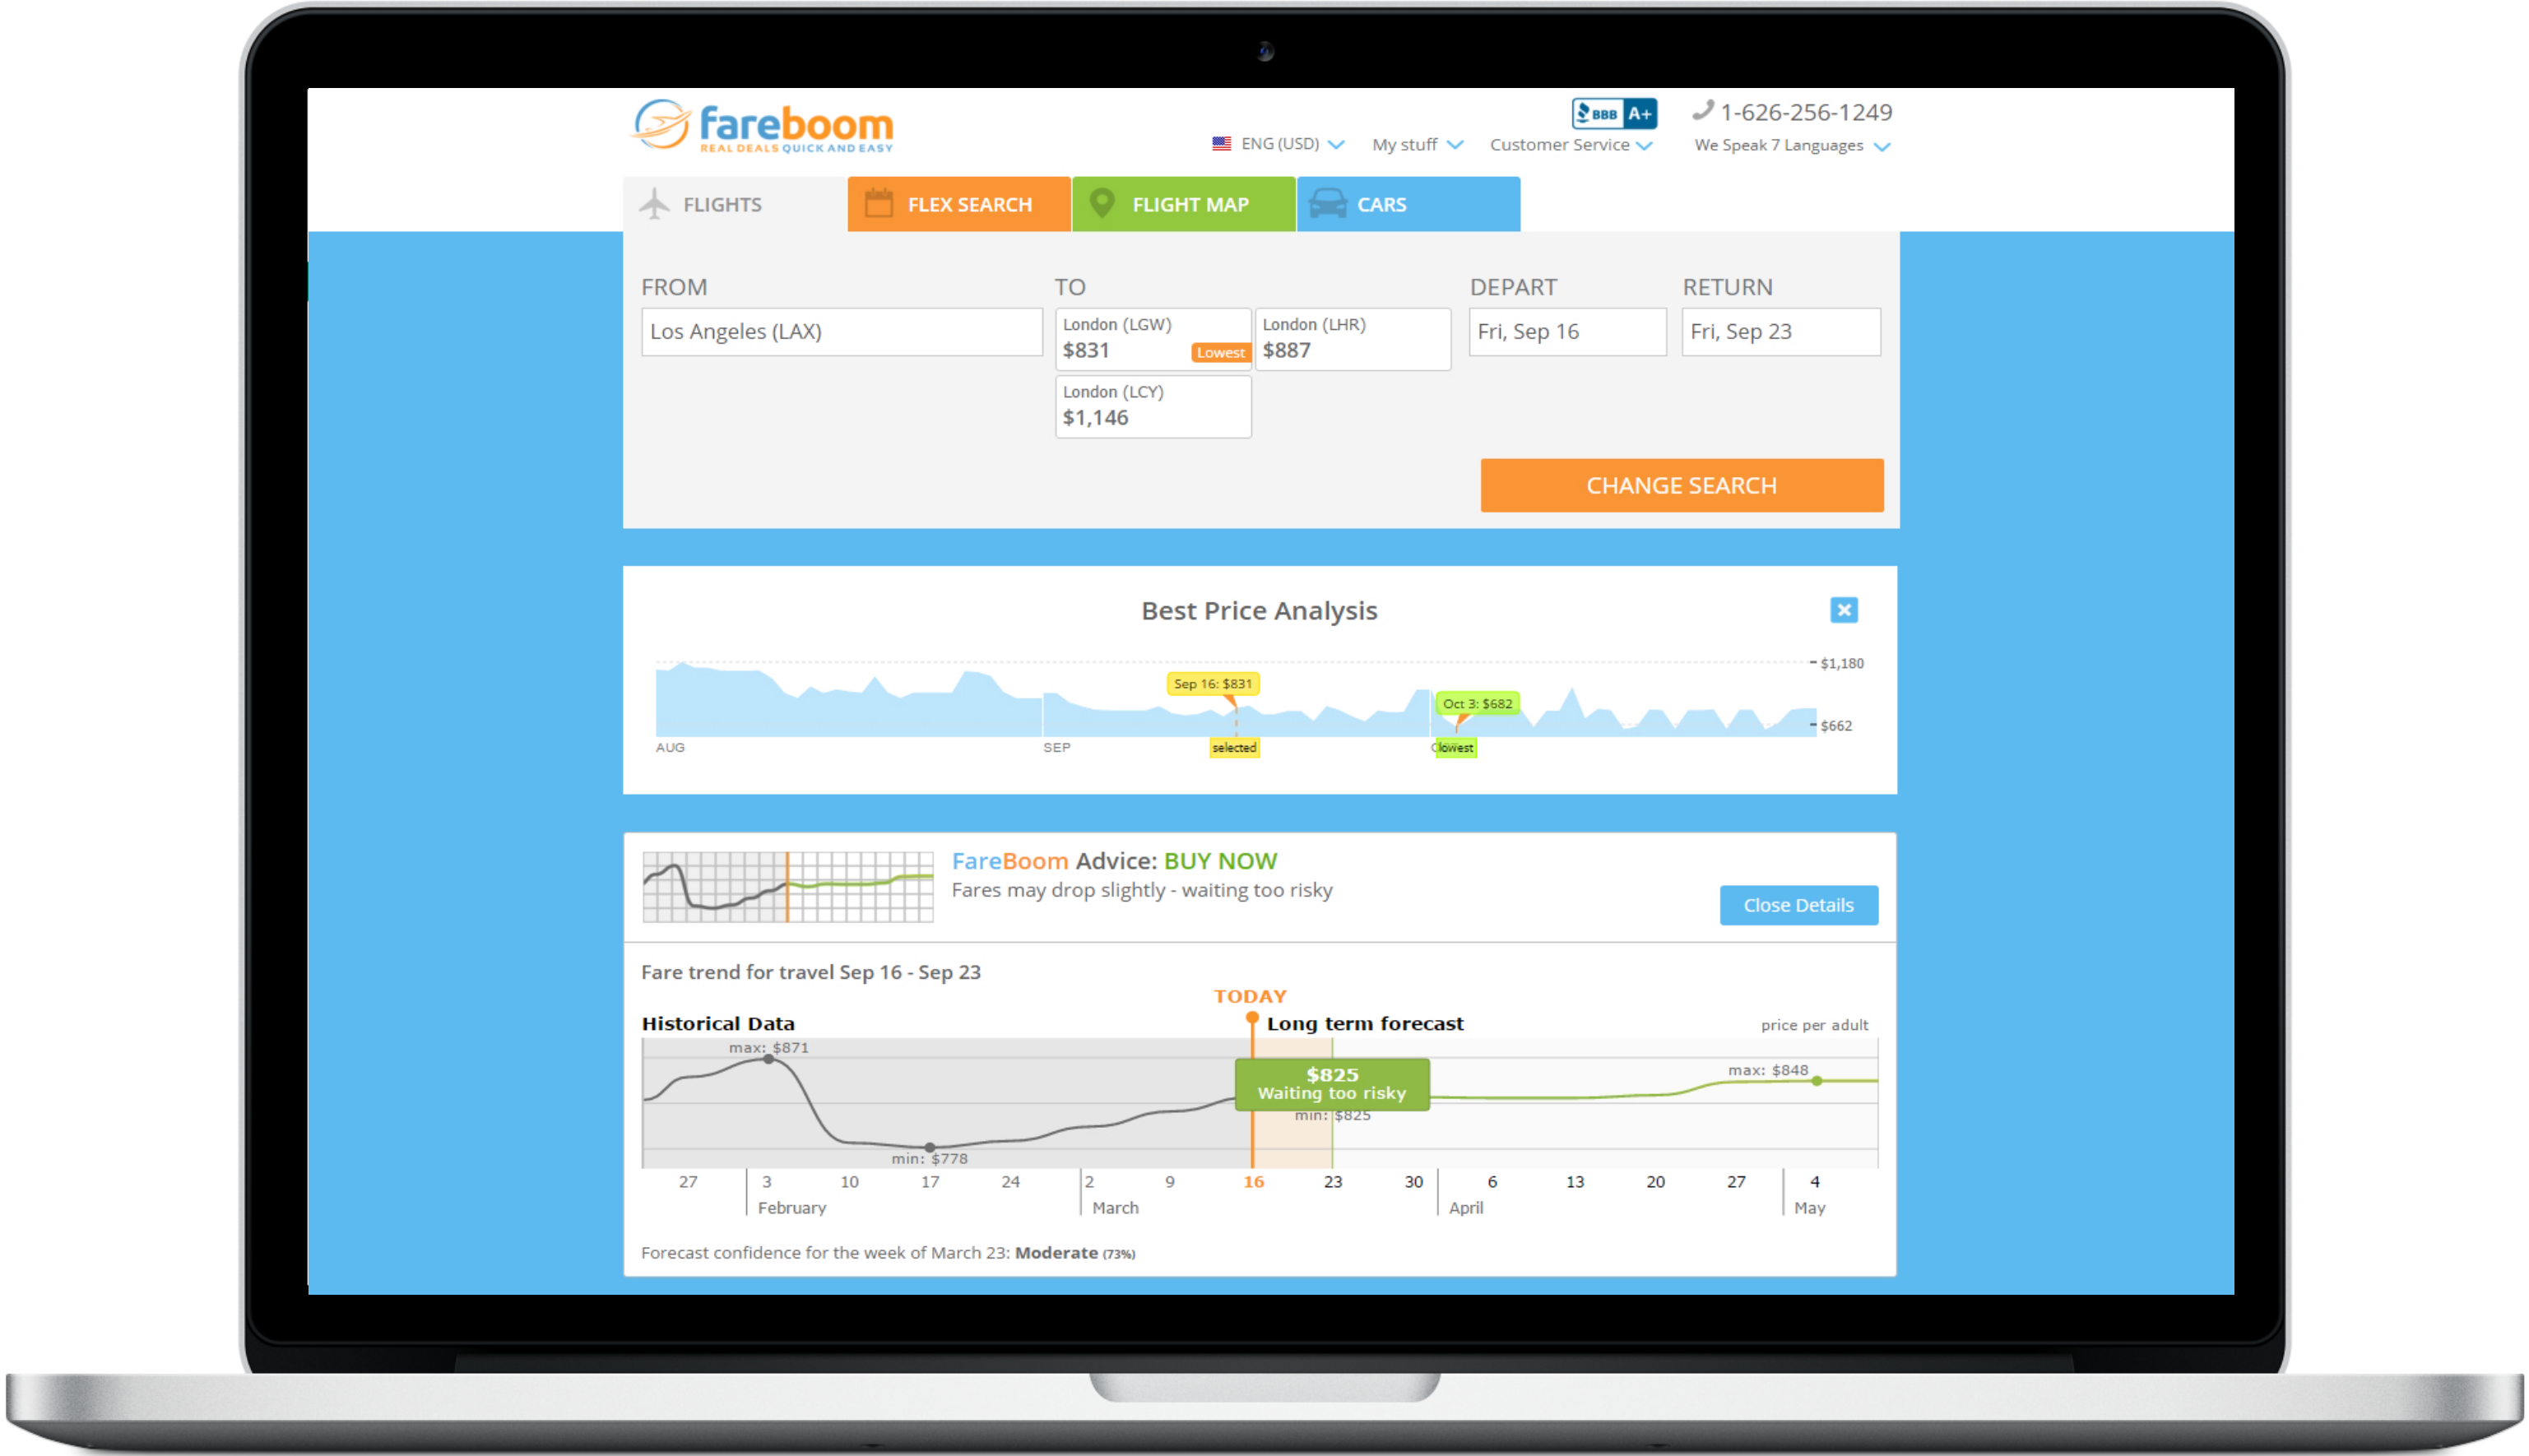 fareboom
REAL DEALS QUICK AND EASY
BBB A+
1-626-256-1249
ENG (USD)
My stuff
Customer Service
We Speak 7 Languages
FLIGHTS
FLEX SEARCH
FLIGHT MAP
CARS
FROM
TO
DEPART
RETURN
Los Angeles (LAX)
London (LGW)
$831
Lowest
London (LHR)
$887
Fri, Sep 16
Fri, Sep 23
London (LCY)
$1,146
CHANGE SEARCH
Best Price Analysis
$1,180
Sep 16: $831
Oct 3: $682
$662
AUG
SEP
selected
lowest
FareBoom Advice: BUY NOW
Fares may drop slightly - waiting too risky
Close Details
Fare trend for travel Sep 16 - Sep 23
TODAY
Historical Data
Long term forecast
price per adult
max: $871
$825
Waiting too risky
max: $848
min: $825
min: $778
27 3 10 17 24 2 9 16 23 30 6 13 20 27 4
February March April May
Forecast confidence for the week of March 23: Moderate (73%)